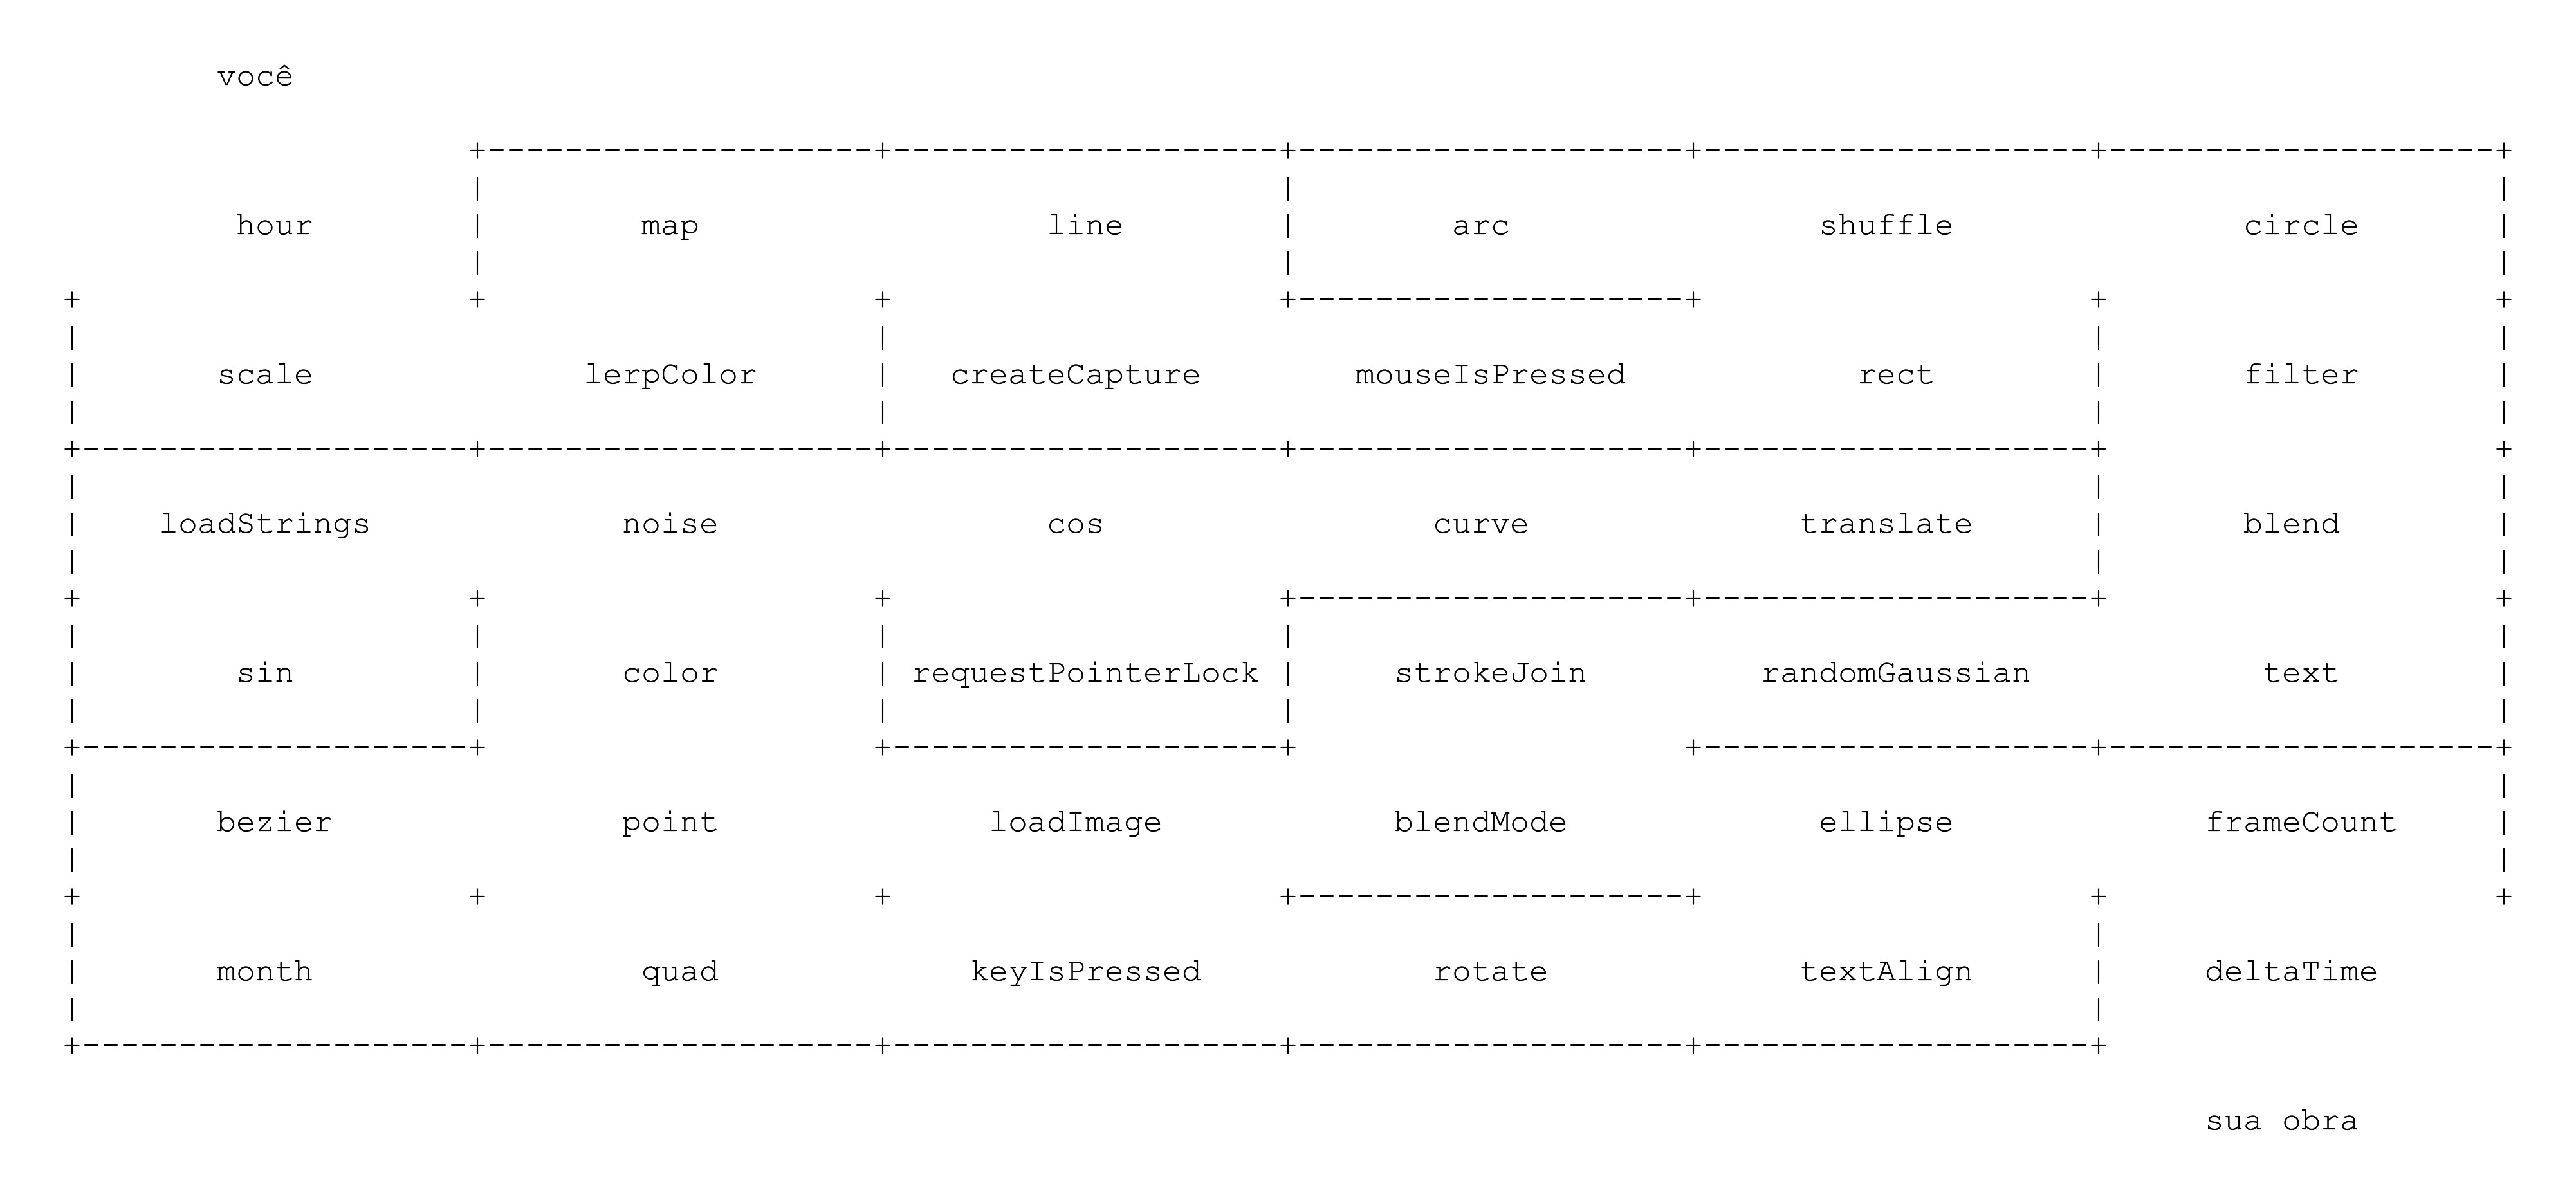 você
hour map line arc shuffle circle
scale lerpColor createCapture mouseIsPressed rect filter
loadStrings noise cos curve translate blend
sin color requestPointerLock strokeJoin randomGaussian text
bezier point loadImage blendMode ellipse frameCount
month quad keyIsPressed rotate textAlign deltaTime
sua obra